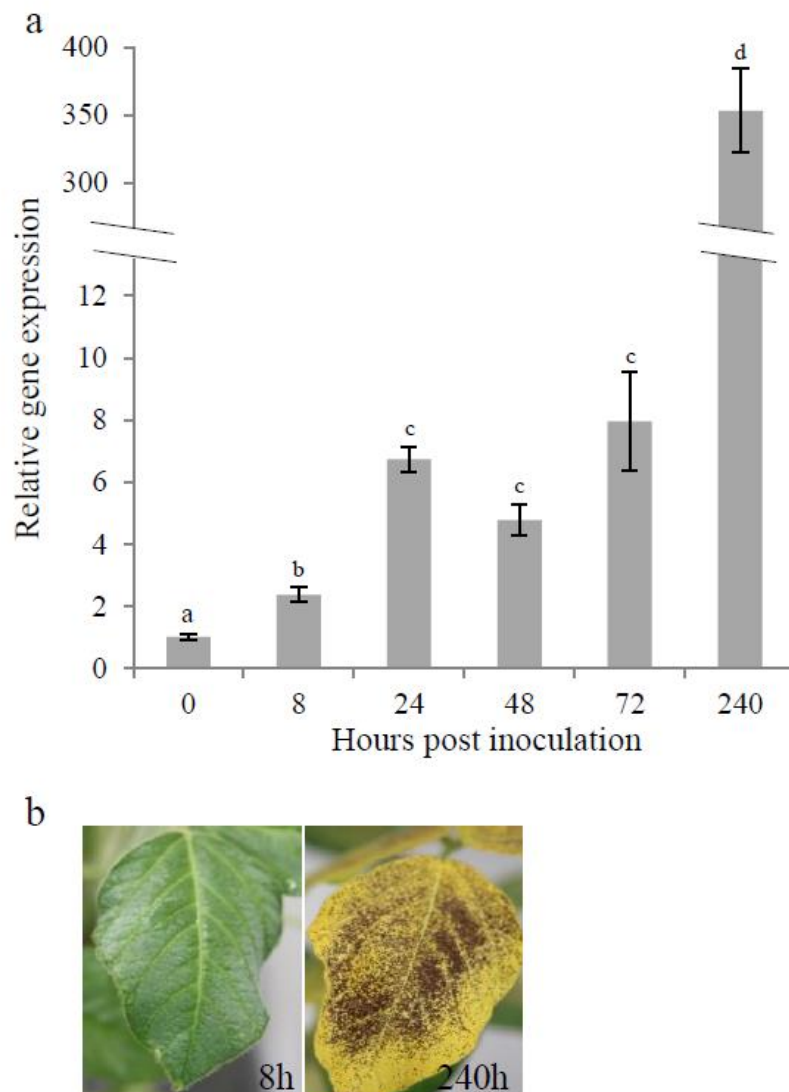 a
400
350
300
12
10
8
6
4
2
0
Relative gene expression
a
b
c
c
c
d
0 8 24 48 72 240
Hours post inoculation
b
8h 240h